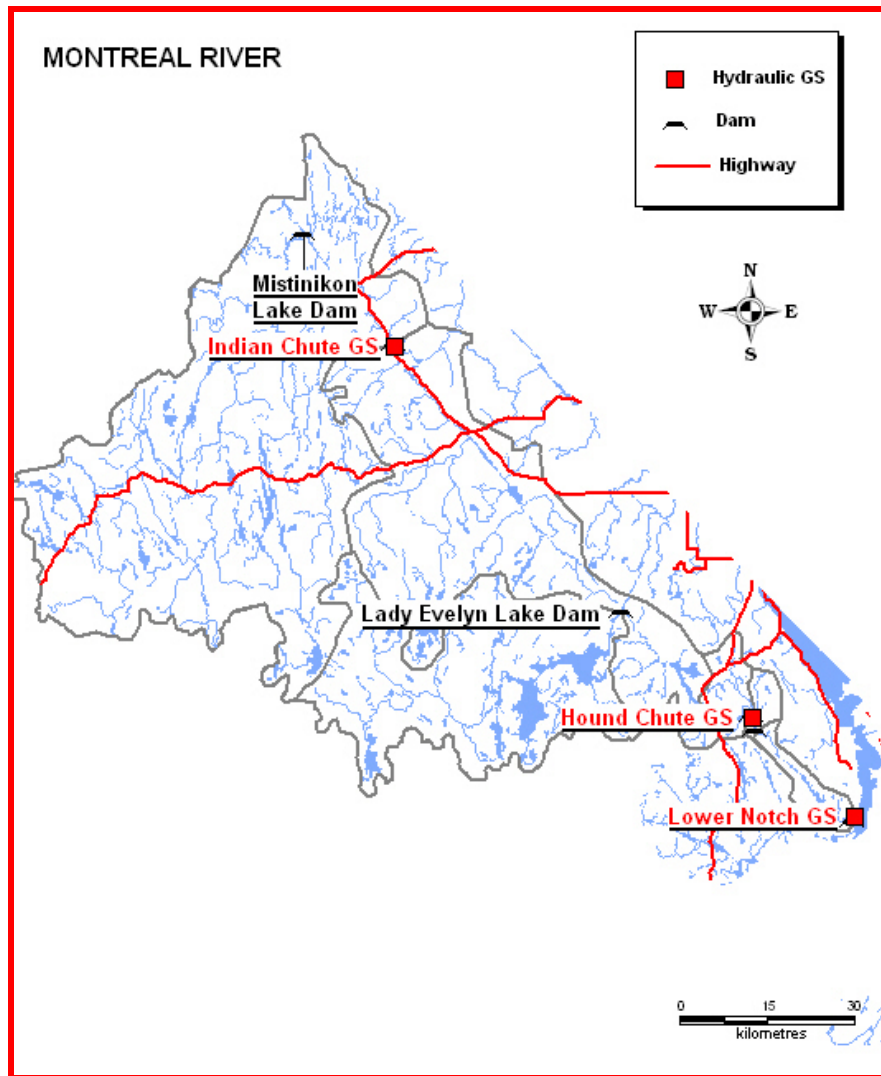 MONTREAL RIVER
Hydraulic GS
Dam
Highway
N
W E
S
Mistinikon
Lake Dam
Indian Chute GS
Lady Evelyn Lake Dam
Hound Chute GS
Lower Notch GS
0 15 30
kilometres